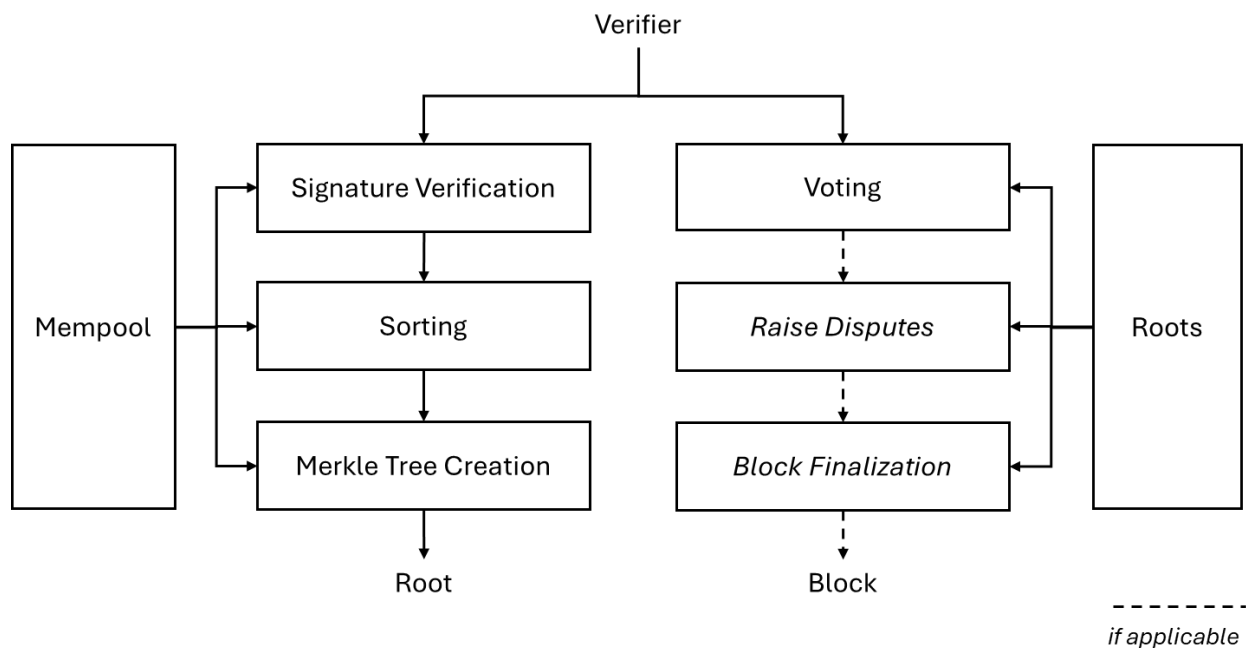 Verifier
Mempool
Signature Verification
Sorting
Merkle Tree Creation
Root
Voting
Raise Disputes
Block Finalization
Block
Roots
if applicable